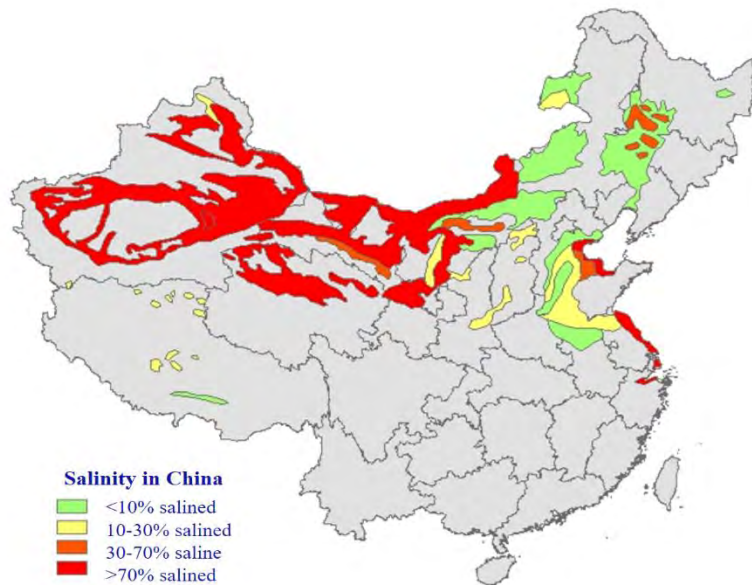 Salinity in China
<10% salined
10-30% salined
30-70% saline
>70% salined